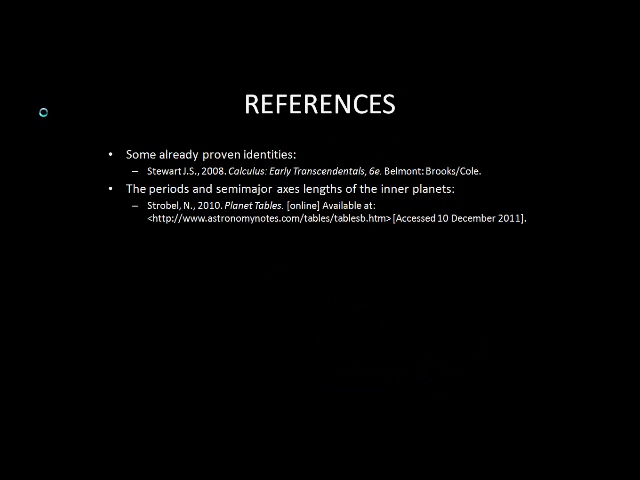 REFERENCES
• Some already proven identities:
– Stewart J.S., 2008. Calculus: Early Transcendentals, 6e. Belmont: Brooks/Cole.
• The periods and semimajor axes lengths of the inner planets:
– Strobel, N., 2010. Planet Tables. [online] Available at:
<http://www.astronomynotes.com/tables/tablesb.htm> [Accessed 10 December 2011].